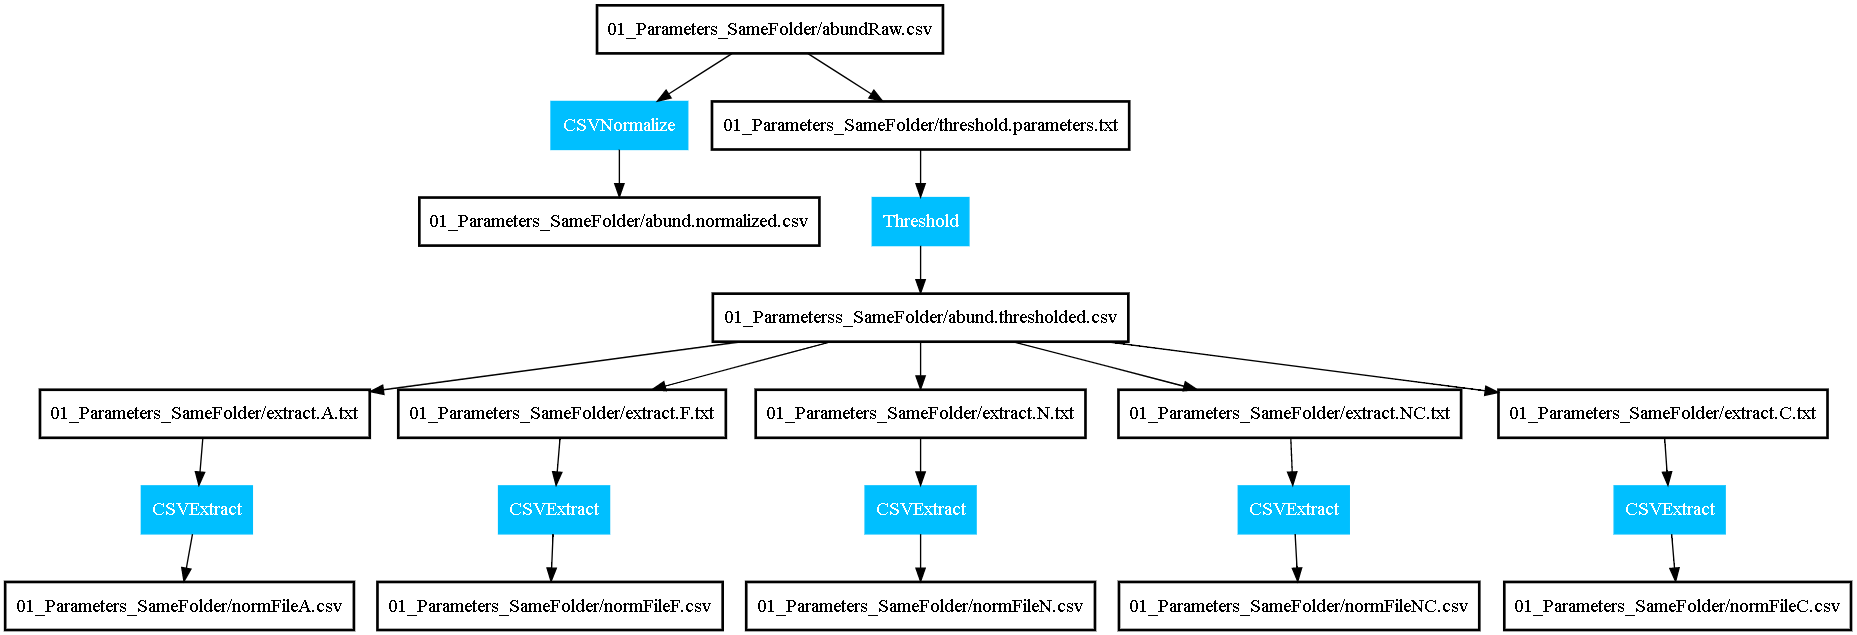 01_Parameters_SameFolder/abundRaw.csv
CSVNormalize
01_Parameters_SameFolder/threshold.parameters.txt
01_Parameters_SameFolder/abund.normalized.csv
Threshold
01_Parameterss_SameFolder/abund.thresholded.csv
01_Parameters_SameFolder/extract.A.txt
01_Parameters_SameFolder/extract.F.txt
01_Parameters_SameFolder/extract.N.txt
01_Parameters_SameFolder/extract.NC.txt
01_Parameters_SameFolder/extract.C.txt
CSVExtract
CSVExtract
CSVExtract
CSVExtract
CSVExtract
01_Parameters_SameFolder/normFileA.csv
01_Parameters_SameFolder/normFileF.csv
01_Parameters_SameFolder/normFileN.csv
01_Parameters_SameFolder/normFileNC.csv
01_Parameters_SameFolder/normFileC.csv